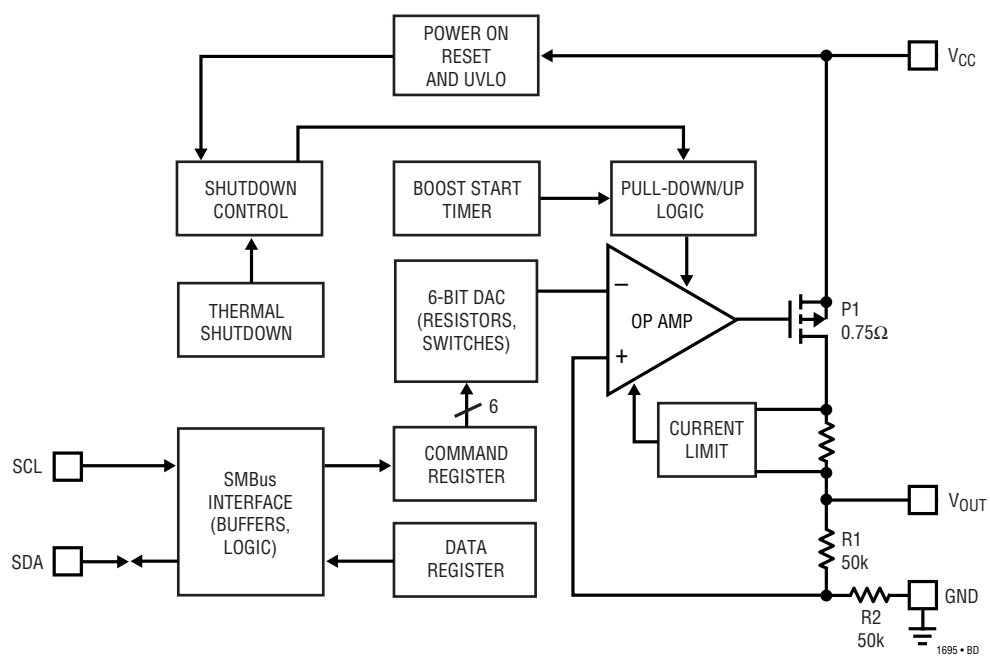 POWER ON
RESET
AND UVLO
VCC
SHUTDOWN
CONTROL
BOOST START
TIMER
PULL-DOWN/UP
LOGIC
THERMAL
SHUTDOWN
6-BIT DAC
(RESISTORS,
SWITCHES)
–
OP AMP
+
P1
0.75Ω
6
CURRENT
LIMIT
SCL
SMBus
INTERFACE
(BUFFERS,
LOGIC)
COMMAND
REGISTER
VOUT
SDA
DATA
REGISTER
R1
50k
GND
R2
50k
1695 • BD